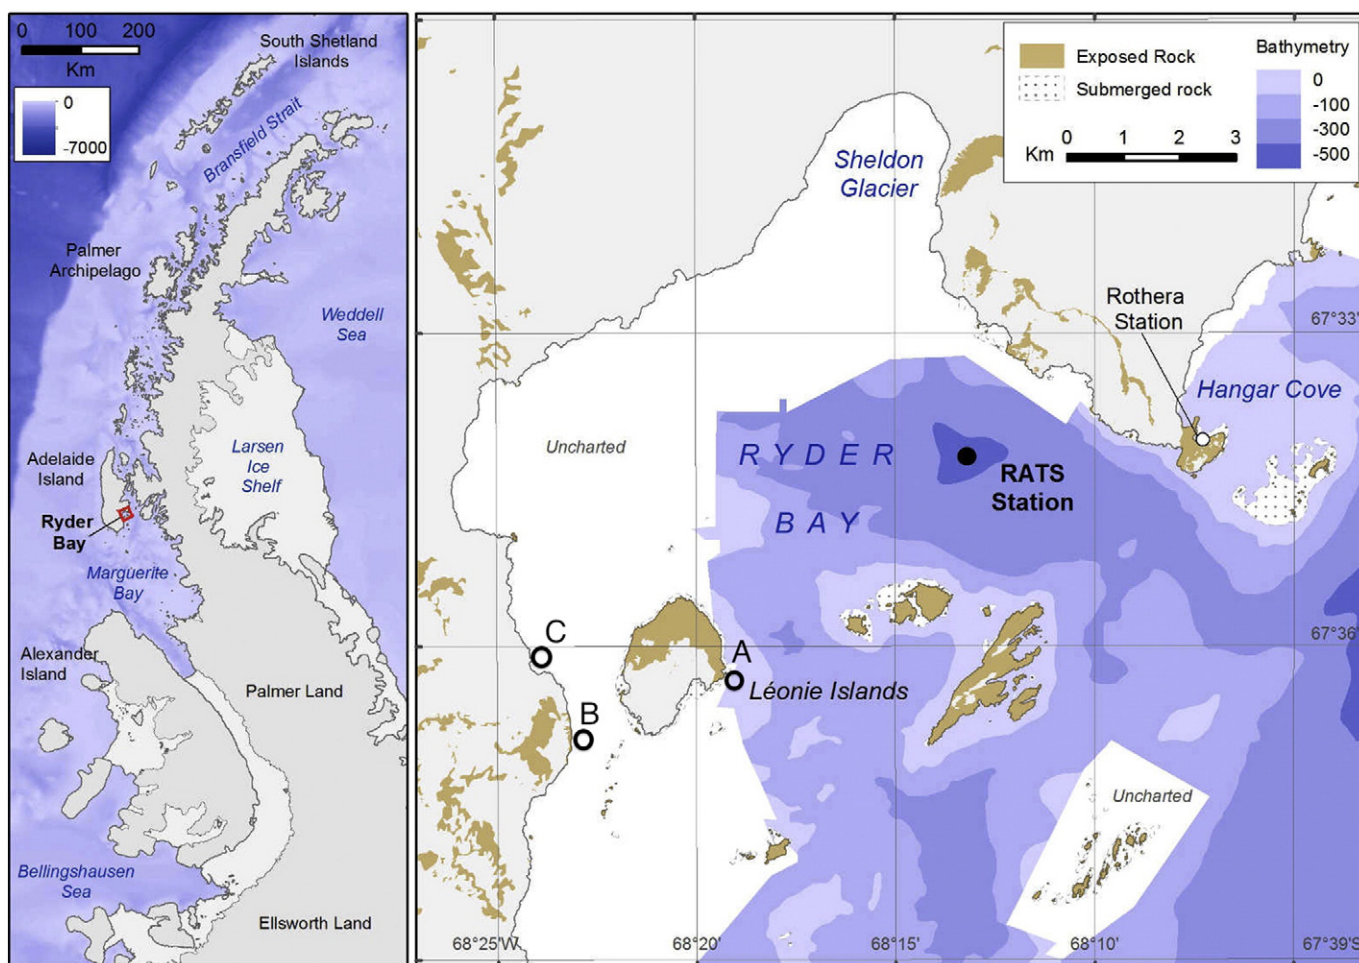 0 100 200
Km
0
-7000
South Shetland
Islands
Bransfield Strait
Palmer
Archipelago
Weddell
Sea
Larsen
Ice
Shelf
Adelaide
Island
Ryder
Bay
Marguerite
Bay
Alexander
Island
Palmer Land
Bellingshausen
Sea
Ellsworth Land
Exposed Rock
Submerged rock
0 1 2 3
Km
Bathymetry
0
-100
-300
-500
Sheldon
Glacier
Rothera
Station
67°33'
Hangar Cove
Uncharted
RYDER
BAY
RATS
Station
67°36'
C
A
B
Léonie Islands
Uncharted
68°25'W 68°20' 68°15' 68°10' 67°39'S